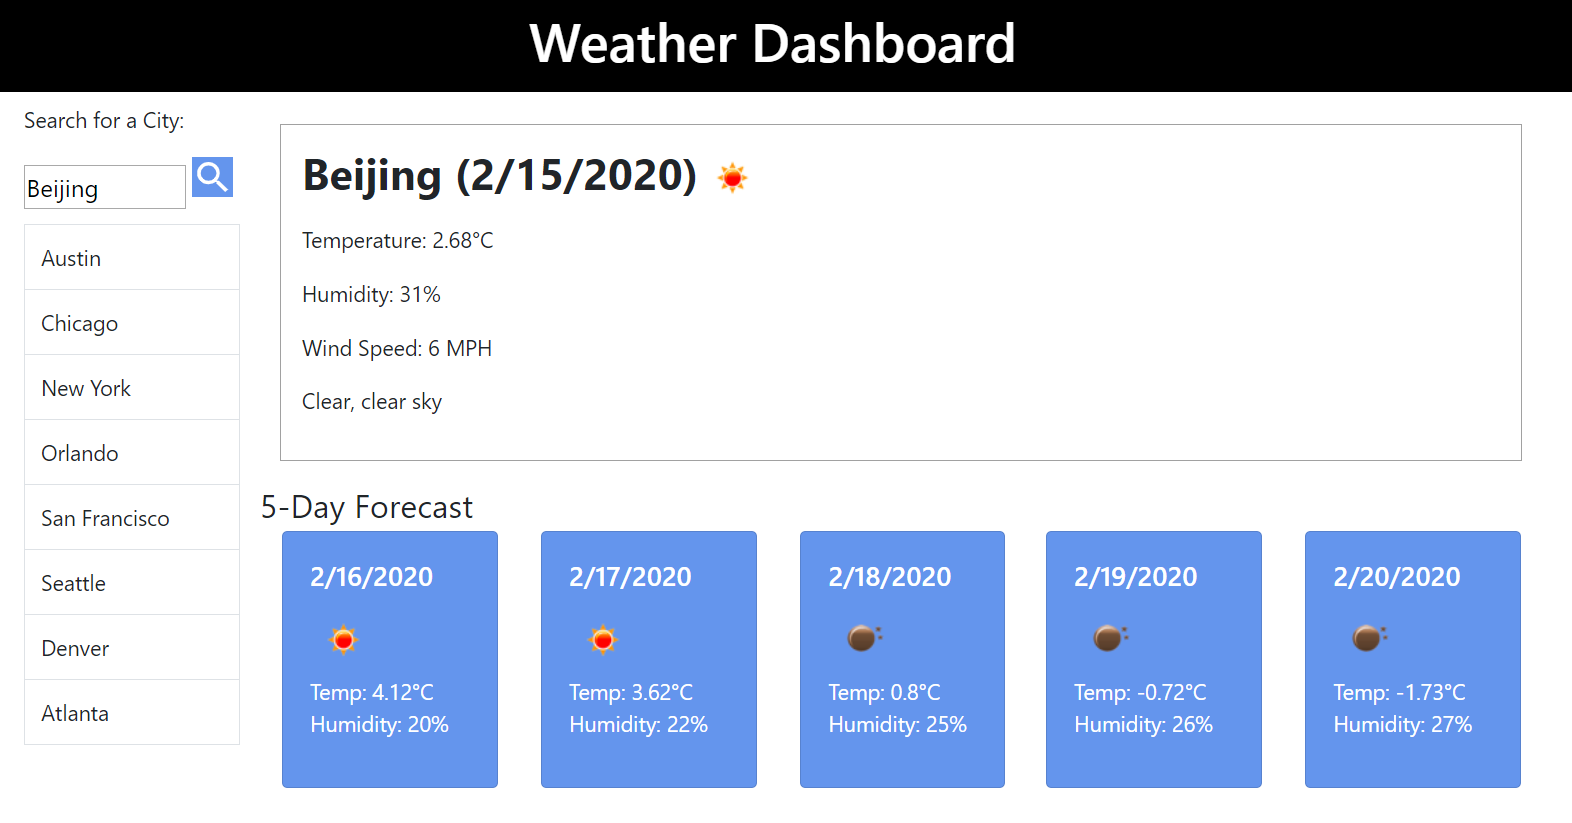 Weather Dashboard
Search for a City:
Beijing
Austin
Chicago
New York
Orlando
San Francisco
Seattle
Denver
Atlanta
Beijing (2/15/2020)
Temperature: 2.68°C
Humidity: 31%
Wind Speed: 6 MPH
Clear, clear sky
5-Day Forecast
2/16/2020
Temp: 4.12°C
Humidity: 20%
2/17/2020
Temp: 3.62°C
Humidity: 22%
2/18/2020
Temp: 0.8°C
Humidity: 25%
2/19/2020
Temp: -0.72°C
Humidity: 26%
2/20/2020
Temp: -1.73°C
Humidity: 27%